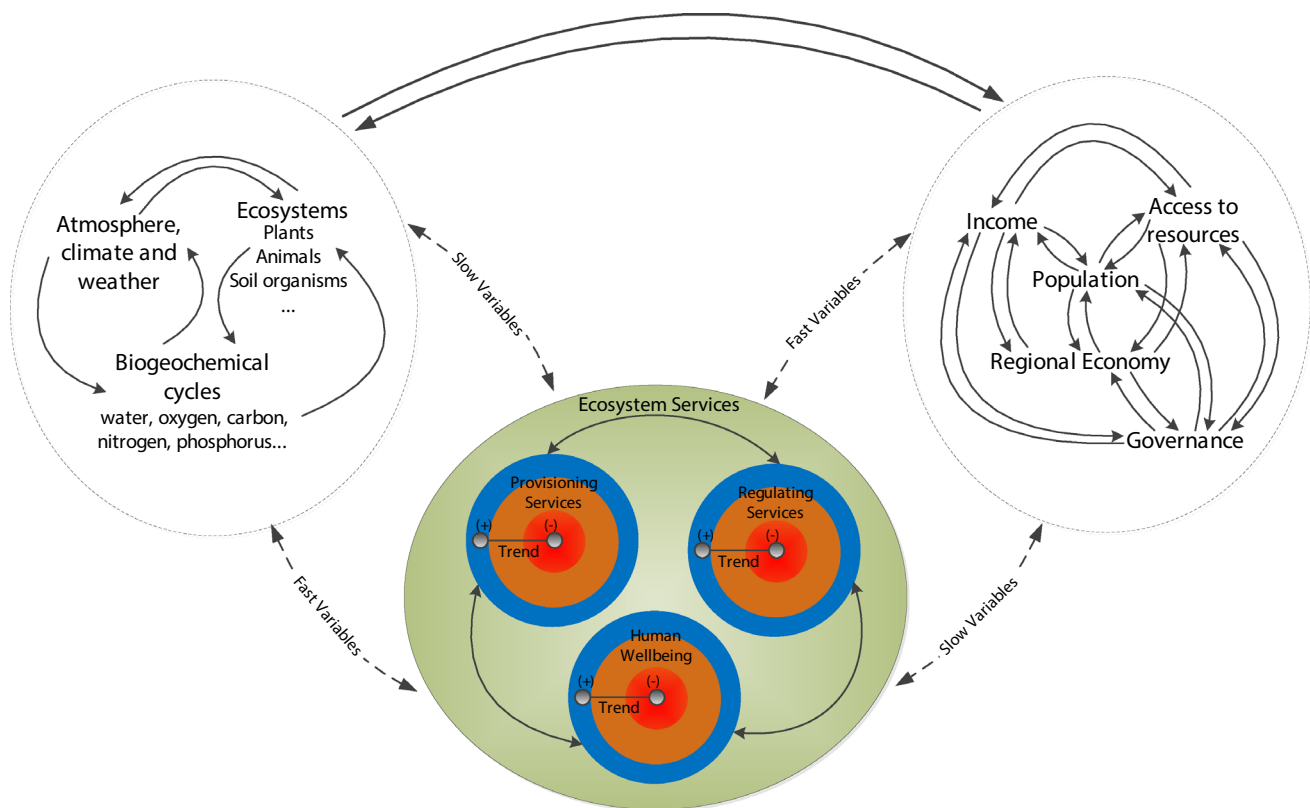 Atmosphere,
climate and
weather
Ecosystems
Plants
Animals
Soil organisms
...
Biogeochemical
cycles
water, oxygen, carbon,
nitrogen, phosphorus...
Income
Access to
resources
Population
Regional Economy
Governance
Slow Variables
Fast Variables
Fast Variables
Slow Variables
Ecosystem Services
Provisioning
Services
(+)
(-)
Trend
Regulating
Services
(+)
(-)
Trend
Human
Wellbeing
(+)
(-)
Trend